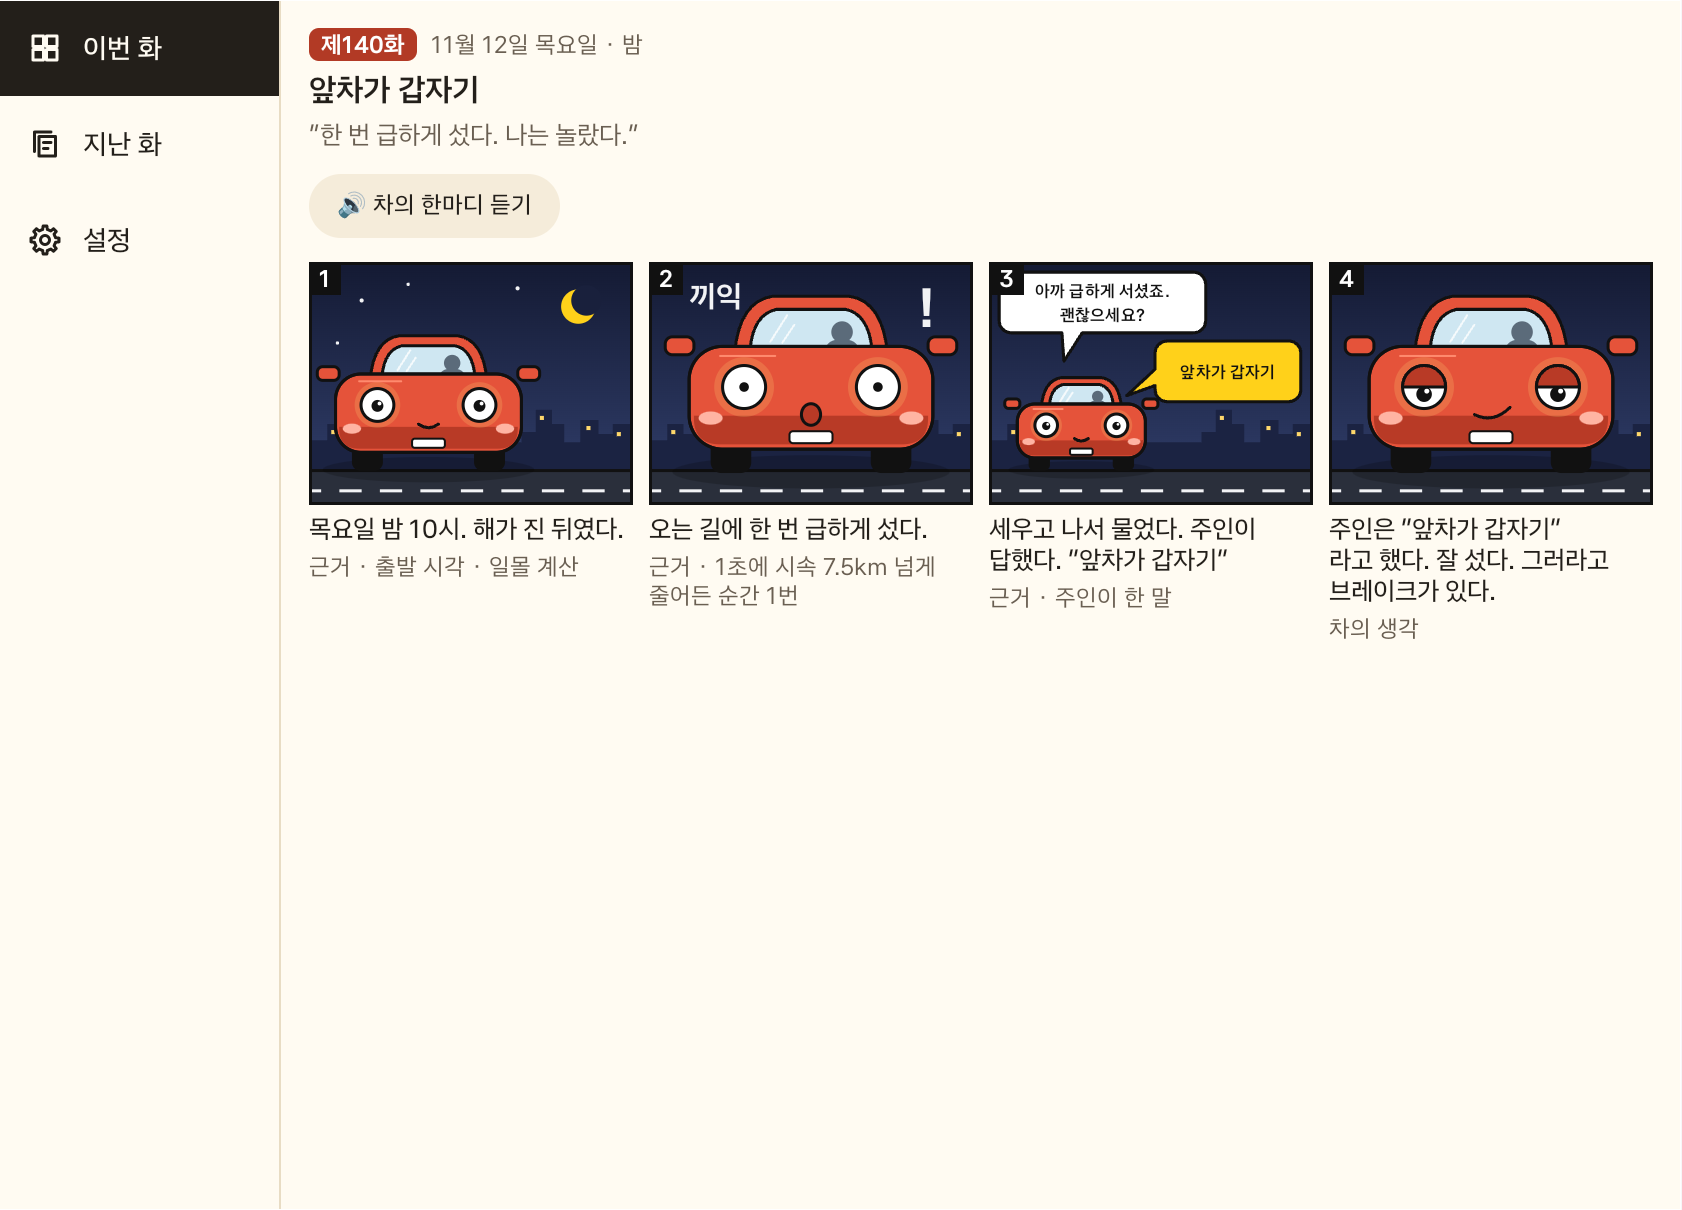 이번 화
지난 화
설정
제140화 11월 12일 목요일 · 밤
앞차가 갑자기
"한 번 급하게 섰다. 나는 놀랐다."
🔊 차의 한마디 듣기
1
목요일 밤 10시. 해가 진 뒤였다.
근거 · 출발 시각 · 일몰 계산
2
끼익
!
오는 길에 한 번 급하게 섰다.
근거 · 1초에 시속 7.5km 넘게
줄어든 순간 1번
3
아까 급하게 서셨죠.
괜찮으세요?
앞차가 갑자기
세우고 나서 물었다. 주인이
답했다. "앞차가 갑자기"
근거 · 주인이 한 말
4
주인은 "앞차가 갑자기"
라고 했다. 잘 섰다. 그러라고
브레이크가 있다.
차의 생각